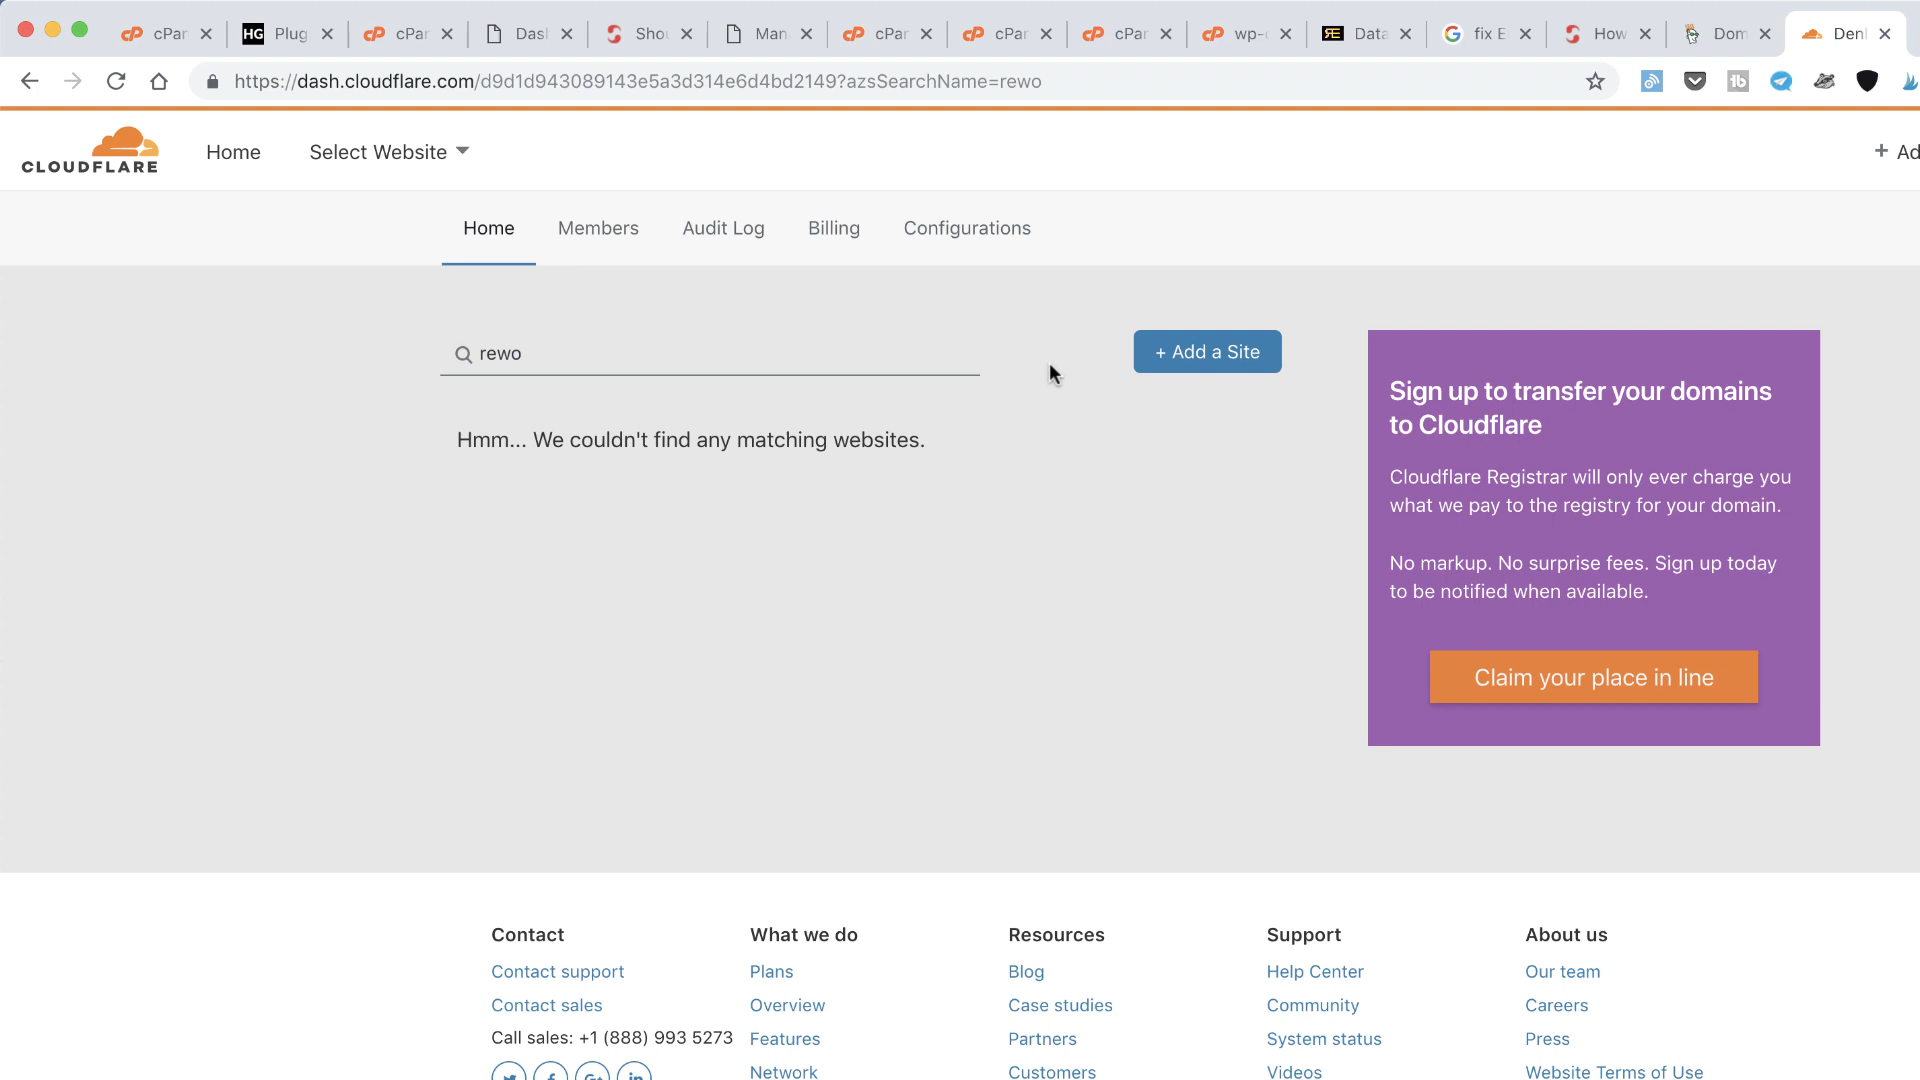 cPar
HG Plug
cPar
Dasl
Shou
Man
cPar
cPar
cPar
wp-
RE Data
fix E
How
Dom
Den
https://dash.cloudflare.com/d9d1d943089143e5a3d314e6d4bd2149?azsSearchName=rewo
CLOUDFLARE
Home
Select Website
+ Ad
Home
Members
Audit Log
Billing
Configurations
rewo
+ Add a Site
Hmm... We couldn't find any matching websites.
Sign up to transfer your domains
to Cloudflare
Cloudflare Registrar will only ever charge you
what we pay to the registry for your domain.
No markup. No surprise fees. Sign up today
to be notified when available.
Claim your place in line
Contact
Contact support
Contact sales
Call sales: +1 (888) 993 5273
What we do
Plans
Overview
Features
Network
Resources
Blog
Case studies
Partners
Customers
Support
Help Center
Community
System status
Videos
About us
Our team
Careers
Press
Website Terms of Use